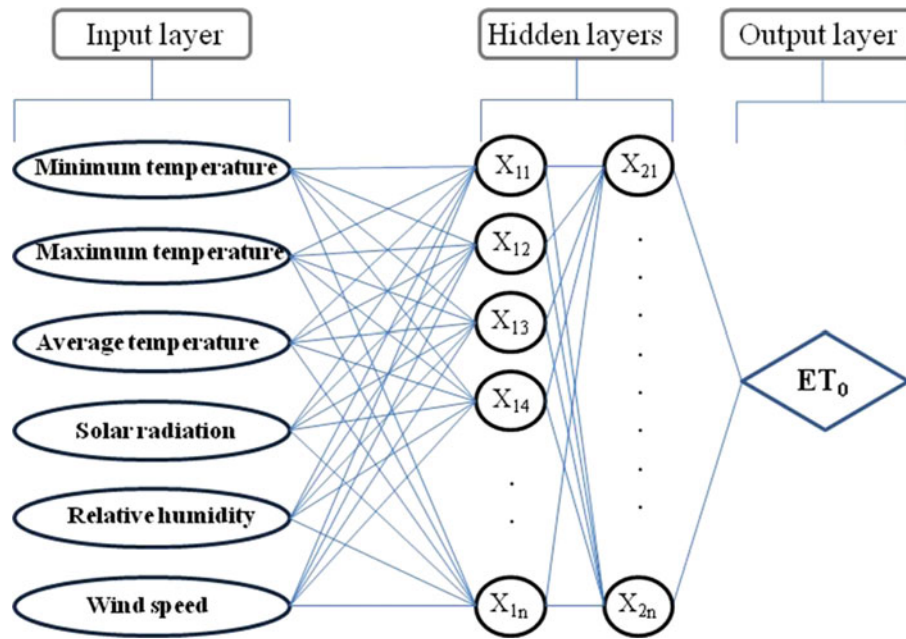 Input layer
Hidden layers
Output layer
Minimum temperature
Maximum temperature
Average temperature
Solar radiation
Relative humidity
Wind speed
X₁₁
X₁₂
X₁₃
X₁₄
X₁ₙ
X₂₁
X₂ₙ
ET₀